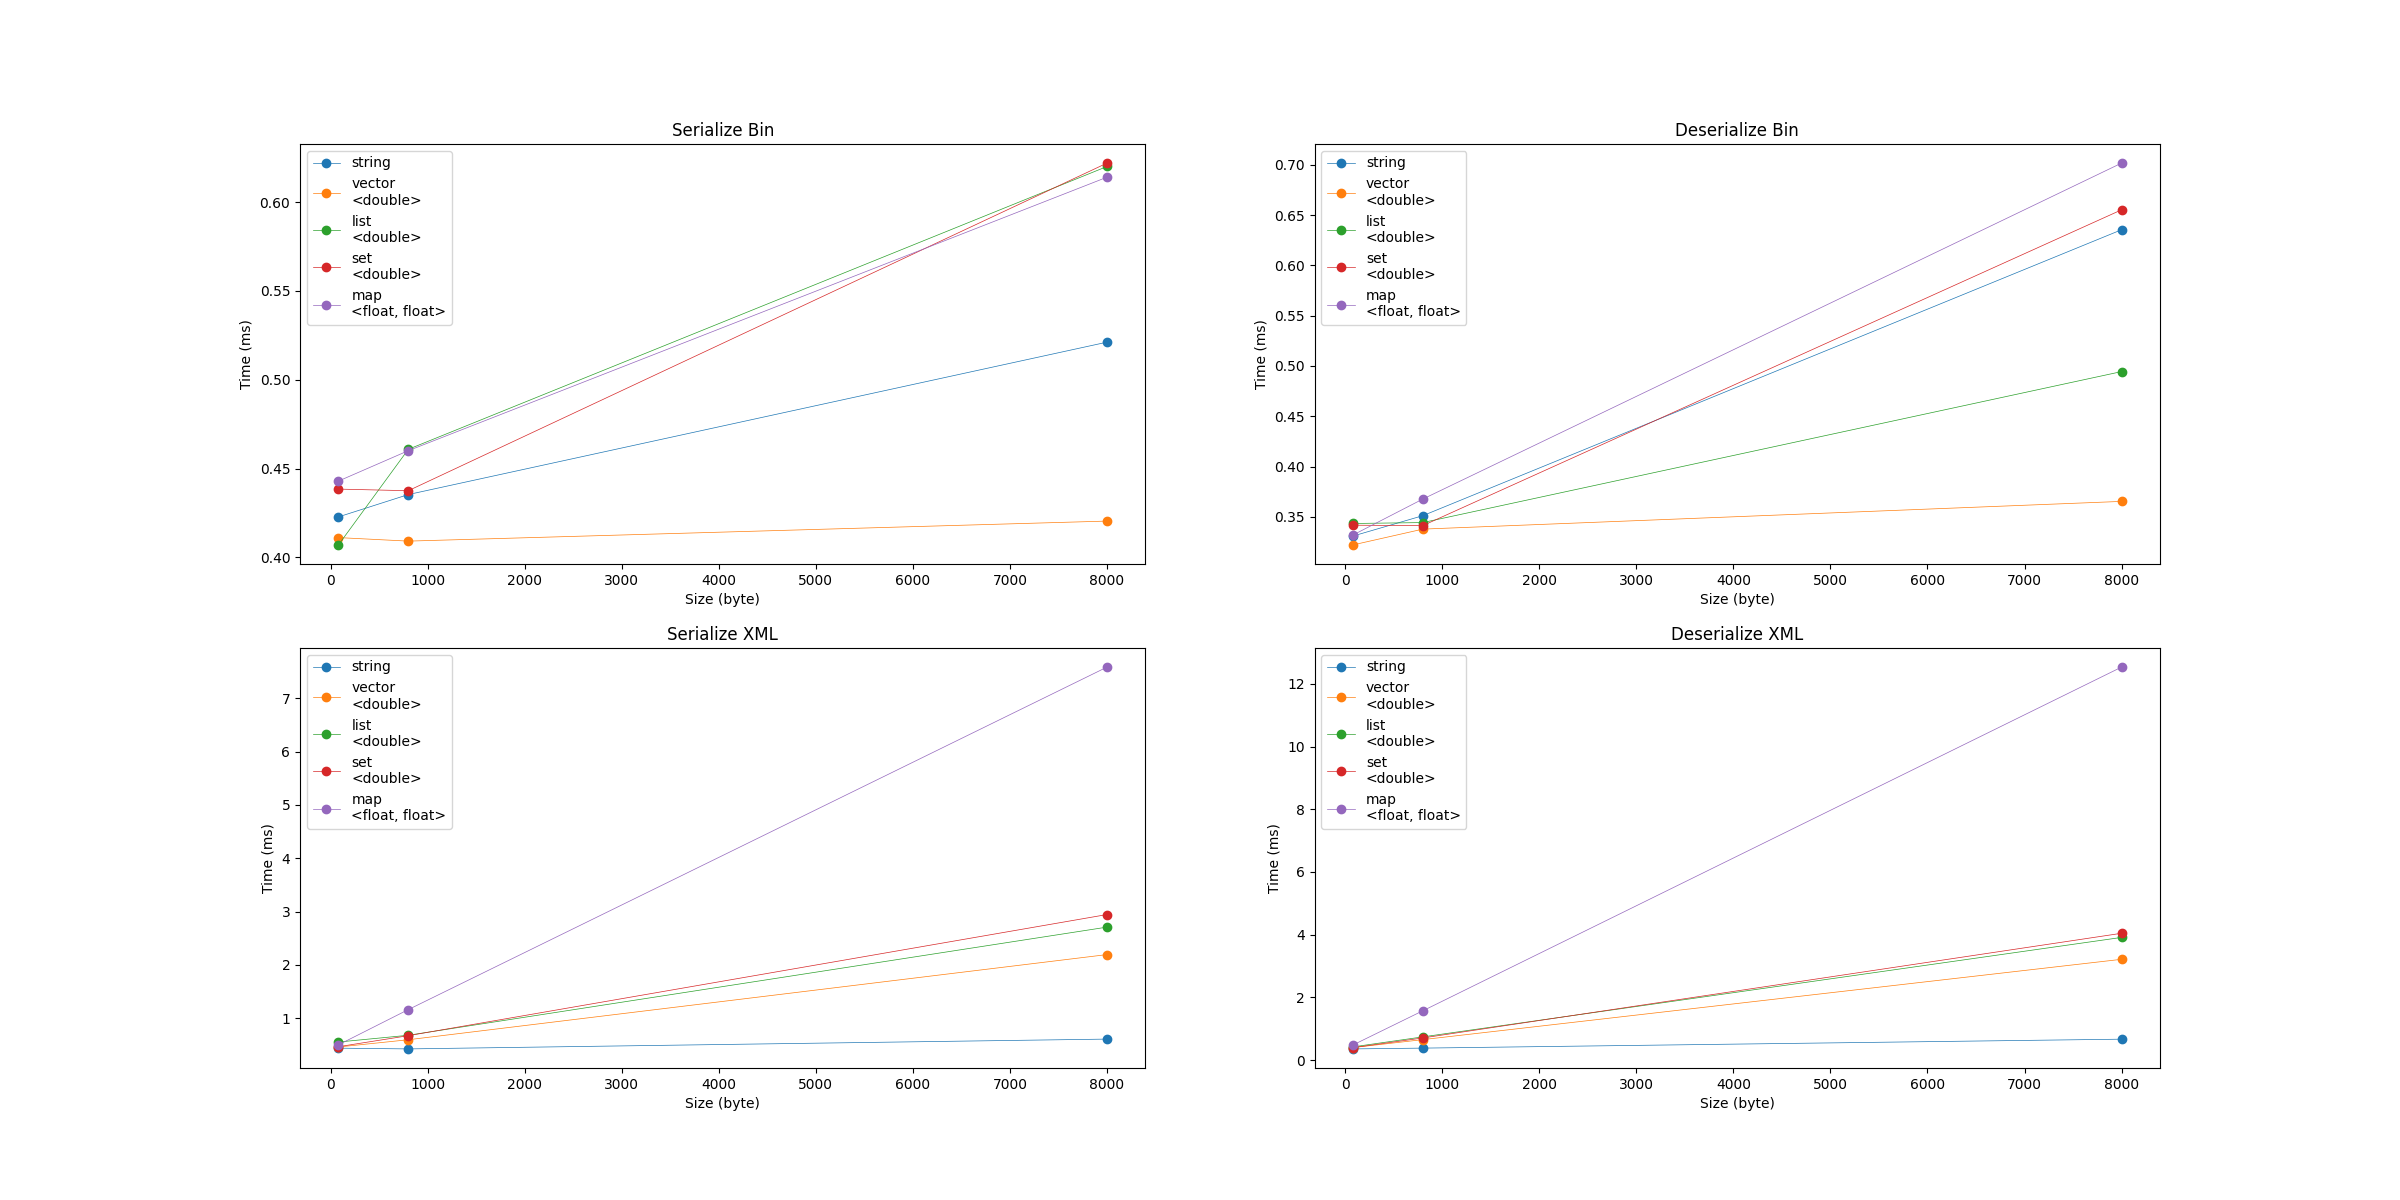 Serialize Bin
string
vector
<double>
list
<double>
set
<double>
map
<float, float>
Time (ms)
0.60
0.55
0.50
0.45
0.40
0 1000 2000 3000 4000 5000 6000 7000 8000
Size (byte)
Deserialize Bin
string
vector
<double>
list
<double>
set
<double>
map
<float, float>
Time (ms)
0.70
0.65
0.60
0.55
0.50
0.45
0.40
0.35
0 1000 2000 3000 4000 5000 6000 7000 8000
Size (byte)
Serialize XML
string
vector
<double>
list
<double>
set
<double>
map
<float, float>
Time (ms)
7
6
5
4
3
2
1
0 1000 2000 3000 4000 5000 6000 7000 8000
Size (byte)
Deserialize XML
string
vector
<double>
list
<double>
set
<double>
map
<float, float>
Time (ms)
12
10
8
6
4
2
0
0 1000 2000 3000 4000 5000 6000 7000 8000
Size (byte)